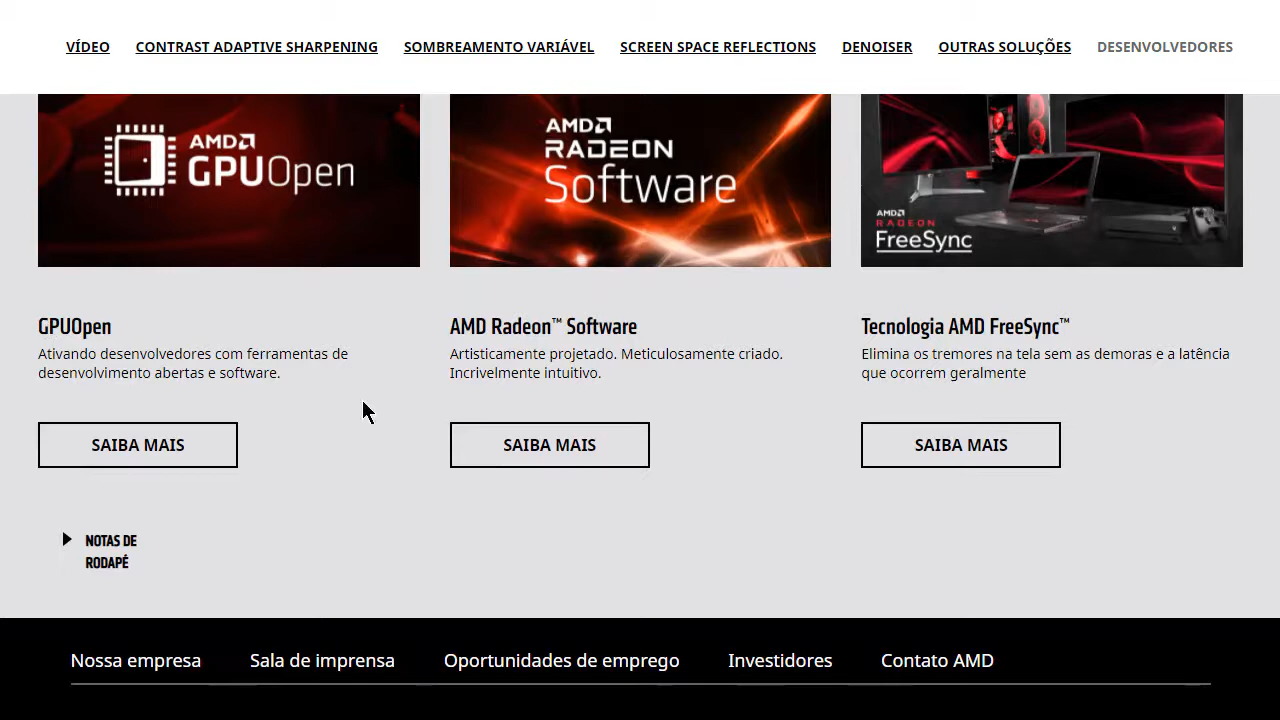 VÍDEO CONTRAST ADAPTIVE SHARPENING SOMBREAMENTO VARIÁVEL SCREEN SPACE REFLECTIONS DENOISER OUTRAS SOLUÇÕES DESENVOLVEDORES
AMD
GPUOpen
AMD
RADEON
Software
AMD
RADEON
FreeSync
GPUOpen
Ativando desenvolvedores com ferramentas de
desenvolvimento abertas e software.
SAIBA MAIS
AMD Radeon™ Software
Artisticamente projetado. Meticulosamente criado.
Incrivelmente intuitivo.
SAIBA MAIS
Tecnologia AMD FreeSync™
Elimina os tremores na tela sem as demoras e a latência
que ocorrem geralmente
SAIBA MAIS
NOTAS DE
RODAPÉ
Nossa empresa Sala de imprensa Oportunidades de emprego Investidores Contato AMD